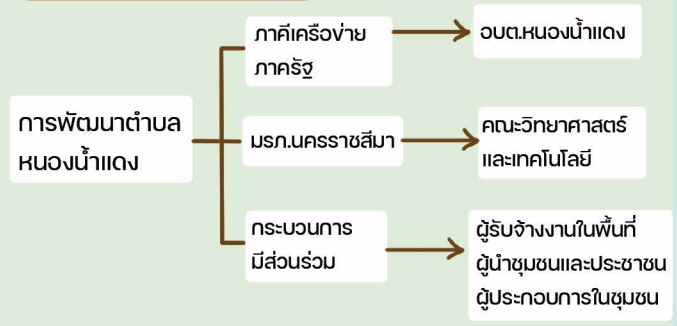 ภาคีเครือข่าย
ภาครัฐ
อบต.หนองน้ำแดง
การพัฒนาตำบล
หนองน้ำแดง
มรภ.นครราชสีมา
คณะวิทยาศาสตร์
และเทคโนโลยี
กระบวนการ
มีส่วนร่วม
ผู้รับจ้างงานในพื้นที่
ผู้นำชุมชนและประชาชน
ผู้ประกอบการในชุมชน